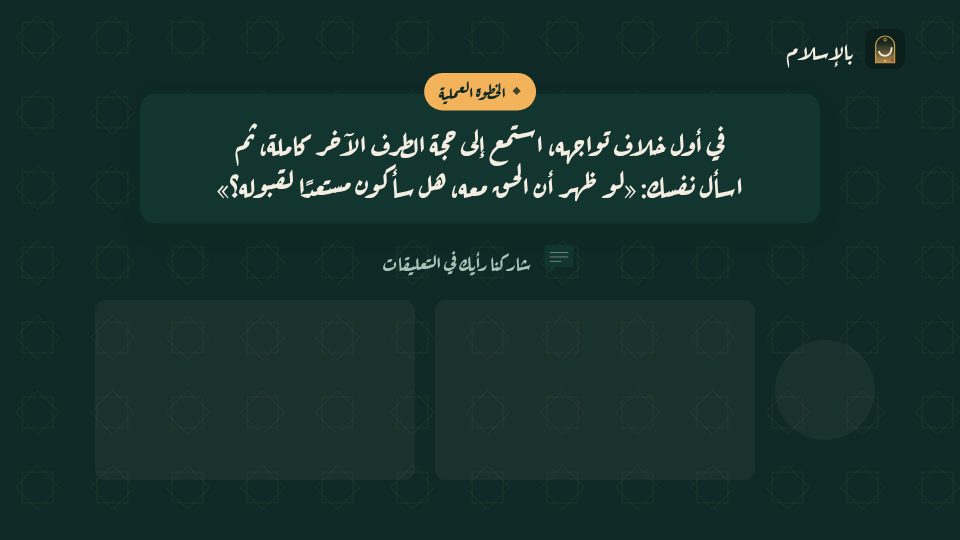 بالإسلام
الخطوة العملية
في أول خلاف تواجهه، استمع إلى حجة الطرف الآخر كاملة، ثم
اسأل نفسك: «لو ظهر أن الحق معه، هل سأكون مستعدًا لقبوله؟»
شاركنا رأيك في التعليقات